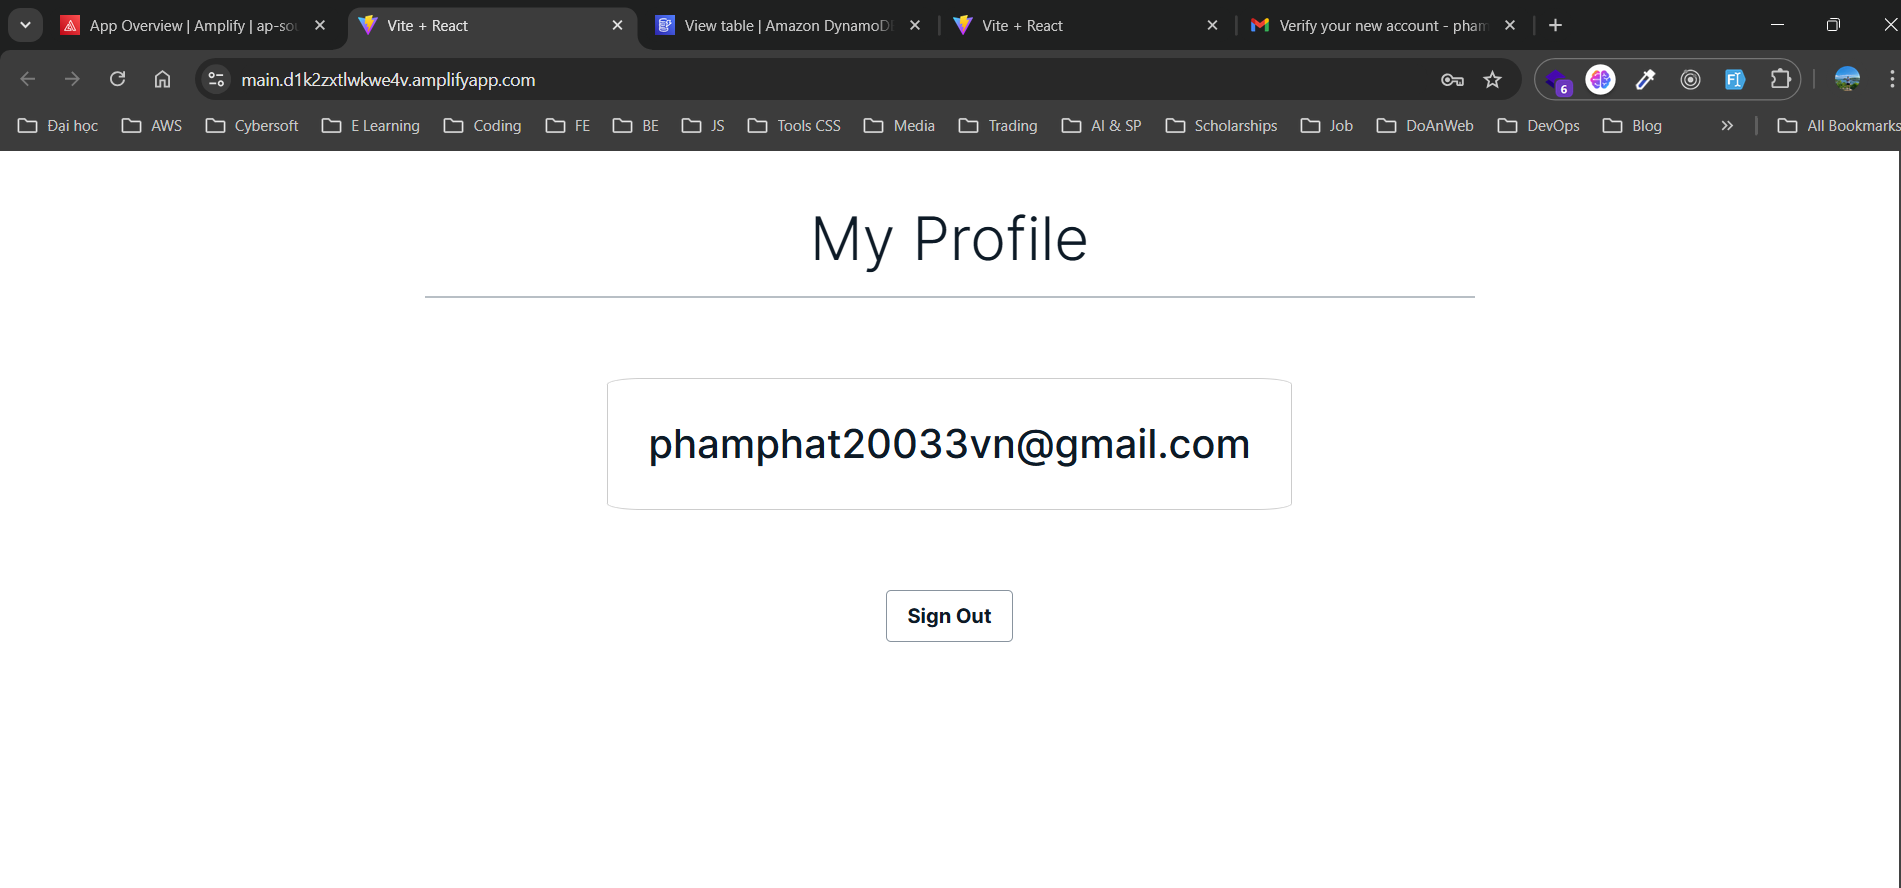 App Overview | Amplify | ap-sou
Vite + React
View table | Amazon DynamoDB
Vite + React
Verify your new account - pham
main.d1k2zxtlwkwe4v.amplifyapp.com
6
Đại học
AWS
Cybersoft
E Learning
Coding
FE
BE
JS
Tools CSS
Media
Trading
AI & SP
Scholarships
Job
DoAnWeb
DevOps
Blog
All Bookmarks
My Profile
phamphat20033vn@gmail.com
Sign Out